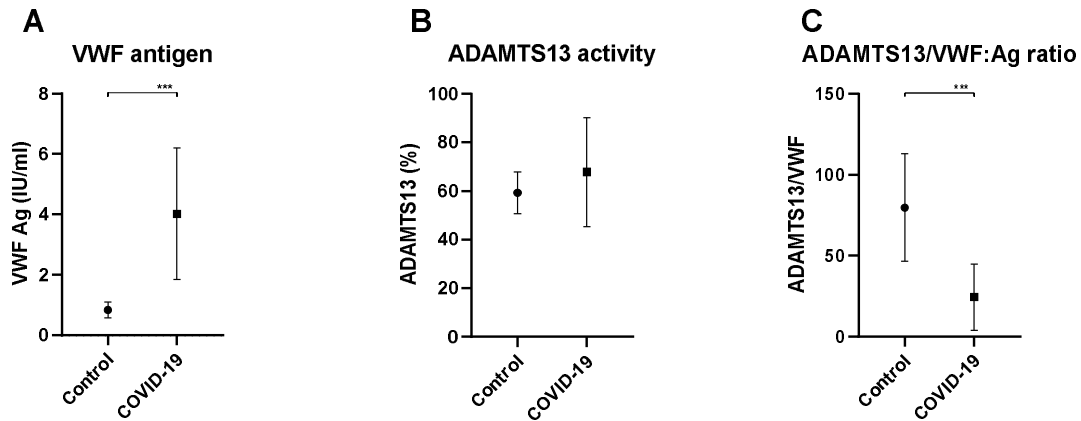 A
VWF antigen
VWF Ag (IU/ml)
8
6
4
2
0
***
Control
COVID-19
B
ADAMTS13 activity
ADAMTS13 (%)
100
80
60
40
20
0
Control
COVID-19
C
ADAMTS13/VWF:Ag ratio
ADAMTS13/VWF
150
100
50
0
***
Control
COVID-19